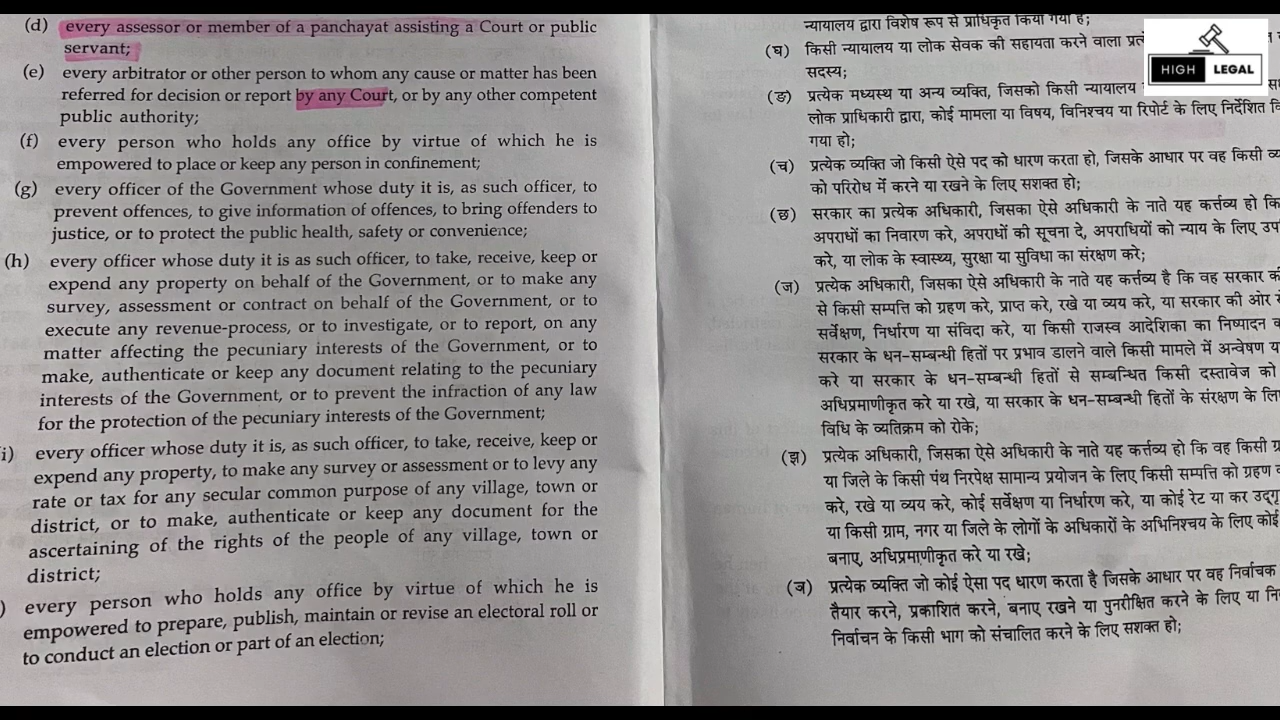 (d) every assessor or member of a panchayat assisting a Court or public
servant;
(e) every arbitrator or other person to whom any cause or matter has been
referred for decision or report by any Court, or by any other competent
public authority;
(f) every person who holds any office by virtue of which he is
empowered to place or keep any person in confinement;
(g) every officer of the Government whose duty it is, as such officer, to
prevent offences, to give information of offences, to bring offenders to
justice, or to protect the public health, safety or convenience;
(h) every officer whose duty it is as such officer, to take, receive, keep or
expend any property on behalf of the Government, or to make any
survey, assessment or contract on behalf of the Government, or to
execute any revenue-process, or to investigate, or to report, on any
matter affecting the pecuniary interests of the Government, or to
make, authenticate or keep any document relating to the pecuniary
interests of the Government, or to prevent the infraction of any law
for the protection of the pecuniary interests of the Government;
i) every officer whose duty it is, as such officer, to take, receive, keep or
expend any property, to make any survey or assessment or to levy any
rate or tax for any secular common purpose of any village, town or
district, or to make, authenticate or keep any document for the
ascertaining of the rights of the people of any village, town or
district;
) every person who holds any office by virtue of which he is
empowered to prepare, publish, maintain or revise an electoral roll or
to conduct an election or part of an election;
न्यायालय द्वारा विशेष रूप से प्राधिकृत किया गया है;
(घ) किसी न्यायालय या लोक सेवक की सहायता करने वाला
सदस्य;
(ङ) प्रत्येक मध्यस्थ या अन्य व्यक्ति, जिसको किसी न्यायालय
लोक प्राधिकारी द्वारा, कोई मामला या विषय, विनिश्चय या रिपोर्ट के लिए निर्देशित
गया हो;
(च) प्रत्येक व्यक्ति जो किसी ऐसे पद को धारण करता हो, जिसके आधार पर वह किसी
को परिरोध में करने या रखने के लिए सशक्त हो;
(छ) सरकार का प्रत्येक अधिकारी, जिसका ऐसे अधिकारी के नाते यह कर्त्तव्य हो
अपराधों का निवारण करे, अपराधों की सूचना दे, अपराधियों को न्याय के लिए
करे, या लोक के स्वास्थ्य, सुरक्षा या सुविधा का संरक्षण करे;
(ज) प्रत्येक अधिकारी, जिसका ऐसे अधिकारी के नाते यह कर्त्तव्य है कि वह सरकार
से किसी सम्पत्ति को ग्रहण करे, प्राप्त करे, रखे या व्यय करे, या सरकार की ओर
सर्वेक्षण, निर्धारण या संविदा करे, या किसी राजस्व आदेशिका का निष्पादन
सरकार के धन-सम्बन्धी हितों पर प्रभाव डालने वाले किसी मामले में अन्वेषण
करे या सरकार के धन-सम्बन्धी हितों से सम्बन्धित किसी दस्तावेज को
अधिप्रमाणीकृत करे या रखे, या सरकार के धन-सम्बन्धी हितों के संरक्षण के
विधि के व्यतिक्रम को रोके;
(झ) प्रत्येक अधिकारी, जिसका ऐसे अधिकारी के नाते यह कर्त्तव्य हो कि वह किसी
या जिले के किसी पंथ निरपेक्ष सामान्य प्रयोजन के लिए किसी सम्पत्ति को ग्रहण
करे, रखे या व्यय करे, कोई सर्वेक्षण या निर्धारण करे, या कोई रेट या कर
या किसी ग्राम, नगर या जिले के लोगों के अधिकारों के अभिनिश्चय के लिए कोई
बनाए, अधिप्रमाणीकृत करे या रखे;
(ञ) प्रत्येक व्यक्ति जो कोई ऐसा पद धारण करता है जिसके आधार पर वह निर्वाचक
तैयार करने, प्रकाशित करने, बनाए रखने या पुनरीक्षित करने के लिए या
निर्वाचन के किसी भाग को संचालित करने के लिए सशक्त हो;
HIGH LEGAL